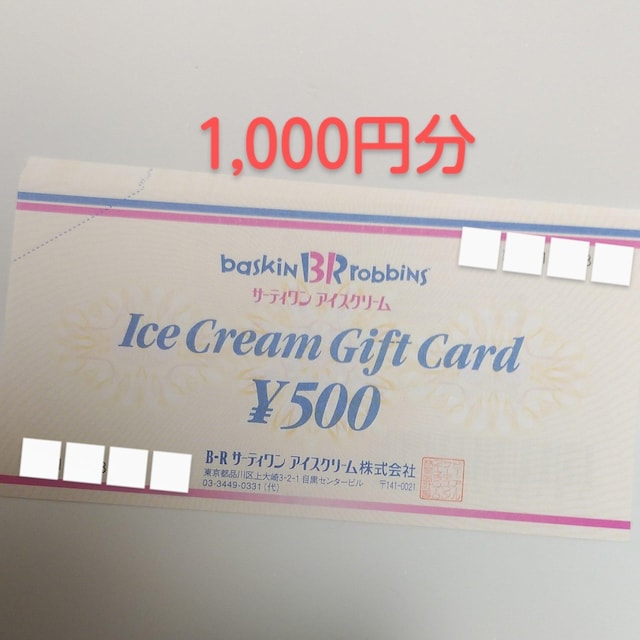 1,000円分
baskin BR robbins
サーティワン アイスクリーム
Ice Cream Gift Card
¥500
B-R サーティワン アイスクリーム株式会社
東京都品川区上大崎3-2-1 目黒センタービル 〒141-0021
03-3449-0331 (代)